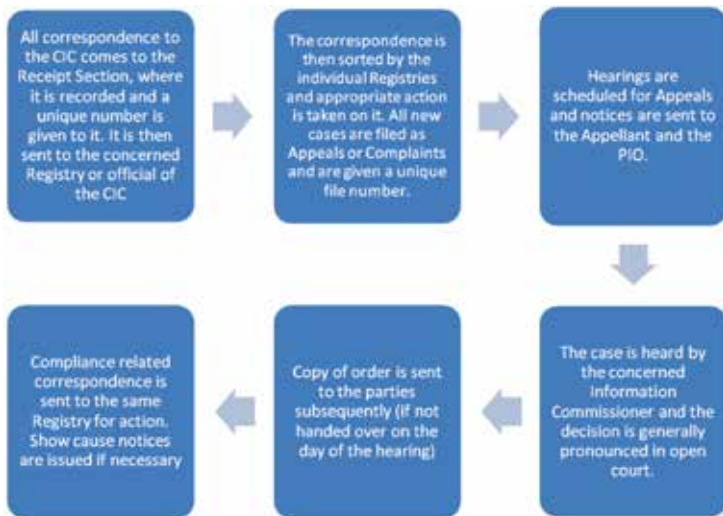 All correspondence to
the CIC comes to the
Receipt Section, where
it is recorded and a
unique number is
given to it. It is then
sent to the concerned
Registry or official of
the CIC
The correspondence is
then sorted by the
individual Registries
and appropriate action
is taken on it. All new
cases are filed as
Appeals or Complaints
and are given a unique
file number.
Hearings are
scheduled for Appeals
and notices are sent to
the Appellant and the
PIO.
The case is heard by
the concerned
Information
Commissioner and the
decision is generally
pronounced in open
court.
Copy of order is sent
to the parties
subsequently (if not
handed over on the
day of the hearing)
Compliance related
correspondence is
sent to the same
Registry for action.
Show cause notices
are issued if necessary